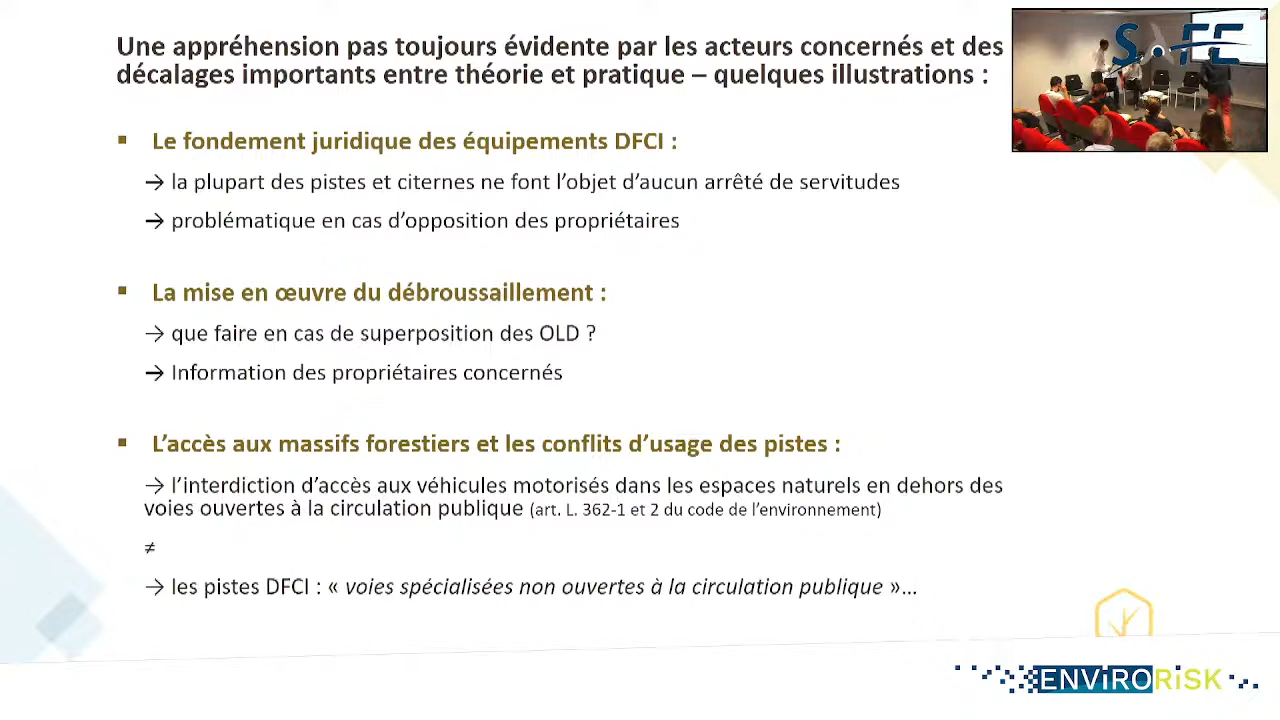 Une appréhension pas toujours évidente par les acteurs concernés et des
décalages importants entre théorie et pratique – quelques illustrations :
SAFE
▪ Le fondement juridique des équipements DFCI :
→ la plupart des pistes et citernes ne font l’objet d’aucun arrêté de servitudes
→ problématique en cas d’opposition des propriétaires
▪ La mise en œuvre du débroussaillement :
→ que faire en cas de superposition des OLD ?
→ Information des propriétaires concernés
▪ L’accès aux massifs forestiers et les conflits d’usage des pistes :
→ l’interdiction d’accès aux véhicules motorisés dans les espaces naturels en dehors des
voies ouvertes à la circulation publique (art. L. 362-1 et 2 du code de l’environnement)
≠
→ les pistes DFCI : « voies spécialisées non ouvertes à la circulation publique »…
ENViRORiSK